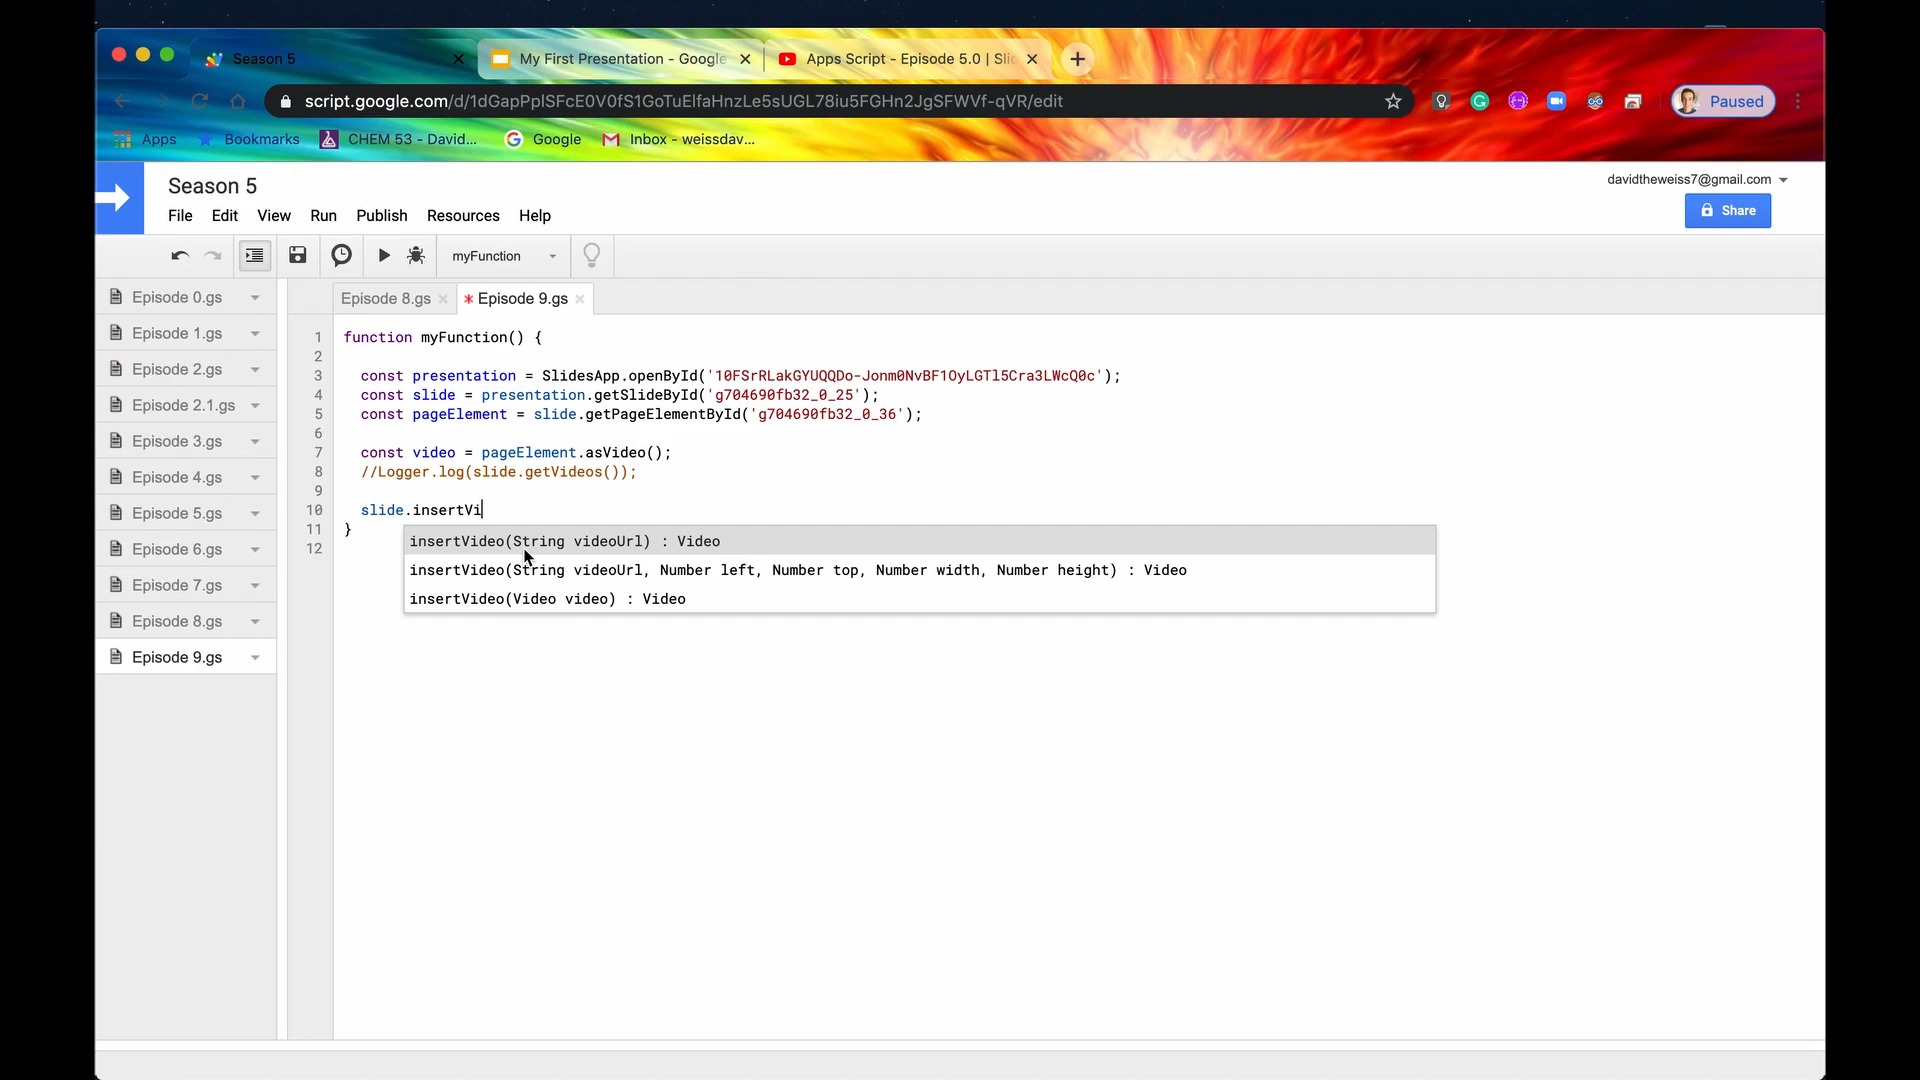 Season 5
My First Presentation - Google
Apps Script - Episode 5.0 | Slic
script.google.com/d/1dGapPpISFcE0V0fS1GoTuElfaHnzLe5sUGL78iu5FGHn2JgSFWVf-qVR/edit
Paused
Apps
Bookmarks
CHEM 53 - David...
Google
Inbox - weissdav...
Season 5
davidtheweiss7@gmail.com
File Edit View Run Publish Resources Help
Share
myFunction
Episode 0.gs
Episode 1.gs
Episode 2.gs
Episode 2.1.gs
Episode 3.gs
Episode 4.gs
Episode 5.gs
Episode 6.gs
Episode 7.gs
Episode 8.gs
Episode 9.gs
Episode 8.gs
* Episode 9.gs
1 function myFunction() {
2
3 const presentation = SlidesApp.openById('10FSrRLakGYUQQDo-Jonm0NvBF1OyLGTl5Cra3LWcQ0c');
4 const slide = presentation.getSlideById('g704690fb32_0_25');
5 const pageElement = slide.getPageElementById('g704690fb32_0_36');
6
7 const video = pageElement.asVideo();
8 //Logger.log(slide.getVideos());
9
10 slide.insertVi
11 }
12
insertVideo(String videoUrl) : Video
insertVideo(String videoUrl, Number left, Number top, Number width, Number height) : Video
insertVideo(Video video) : Video